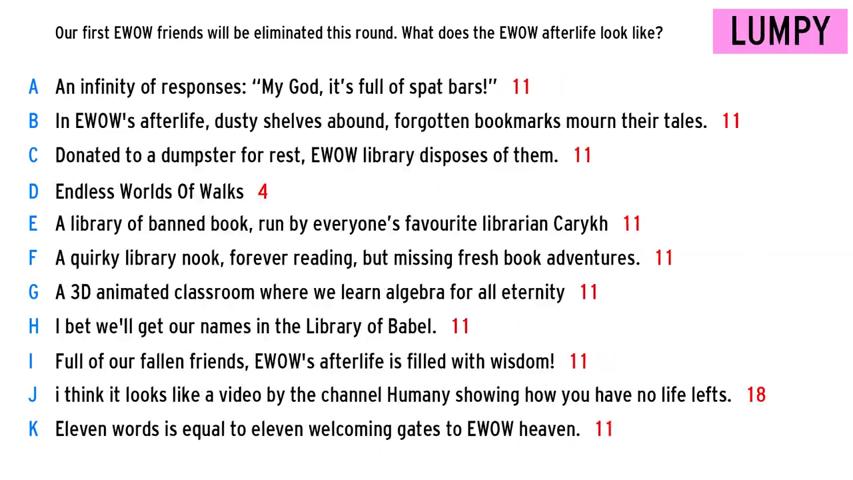 Our first EWOW friends will be eliminated this round. What does the EWOW afterlife look like?
LUMPY
A An infinity of responses: “My God, it’s full of spat bars!” 11
B In EWOW's afterlife, dusty shelves abound, forgotten bookmarks mourn their tales. 11
C Donated to a dumpster for rest, EWOW library disposes of them. 11
D Endless Worlds Of Walks 4
E A library of banned book, run by everyone’s favourite librarian Carykh 11
F A quirky library nook, forever reading, but missing fresh book adventures. 11
G A 3D animated classroom where we learn algebra for all eternity 11
H I bet we'll get our names in the Library of Babel. 11
I Full of our fallen friends, EWOW's afterlife is filled with wisdom! 11
J i think it looks like a video by the channel Humany showing how you have no life lefts. 18
K Eleven words is equal to eleven welcoming gates to EWOW heaven. 11